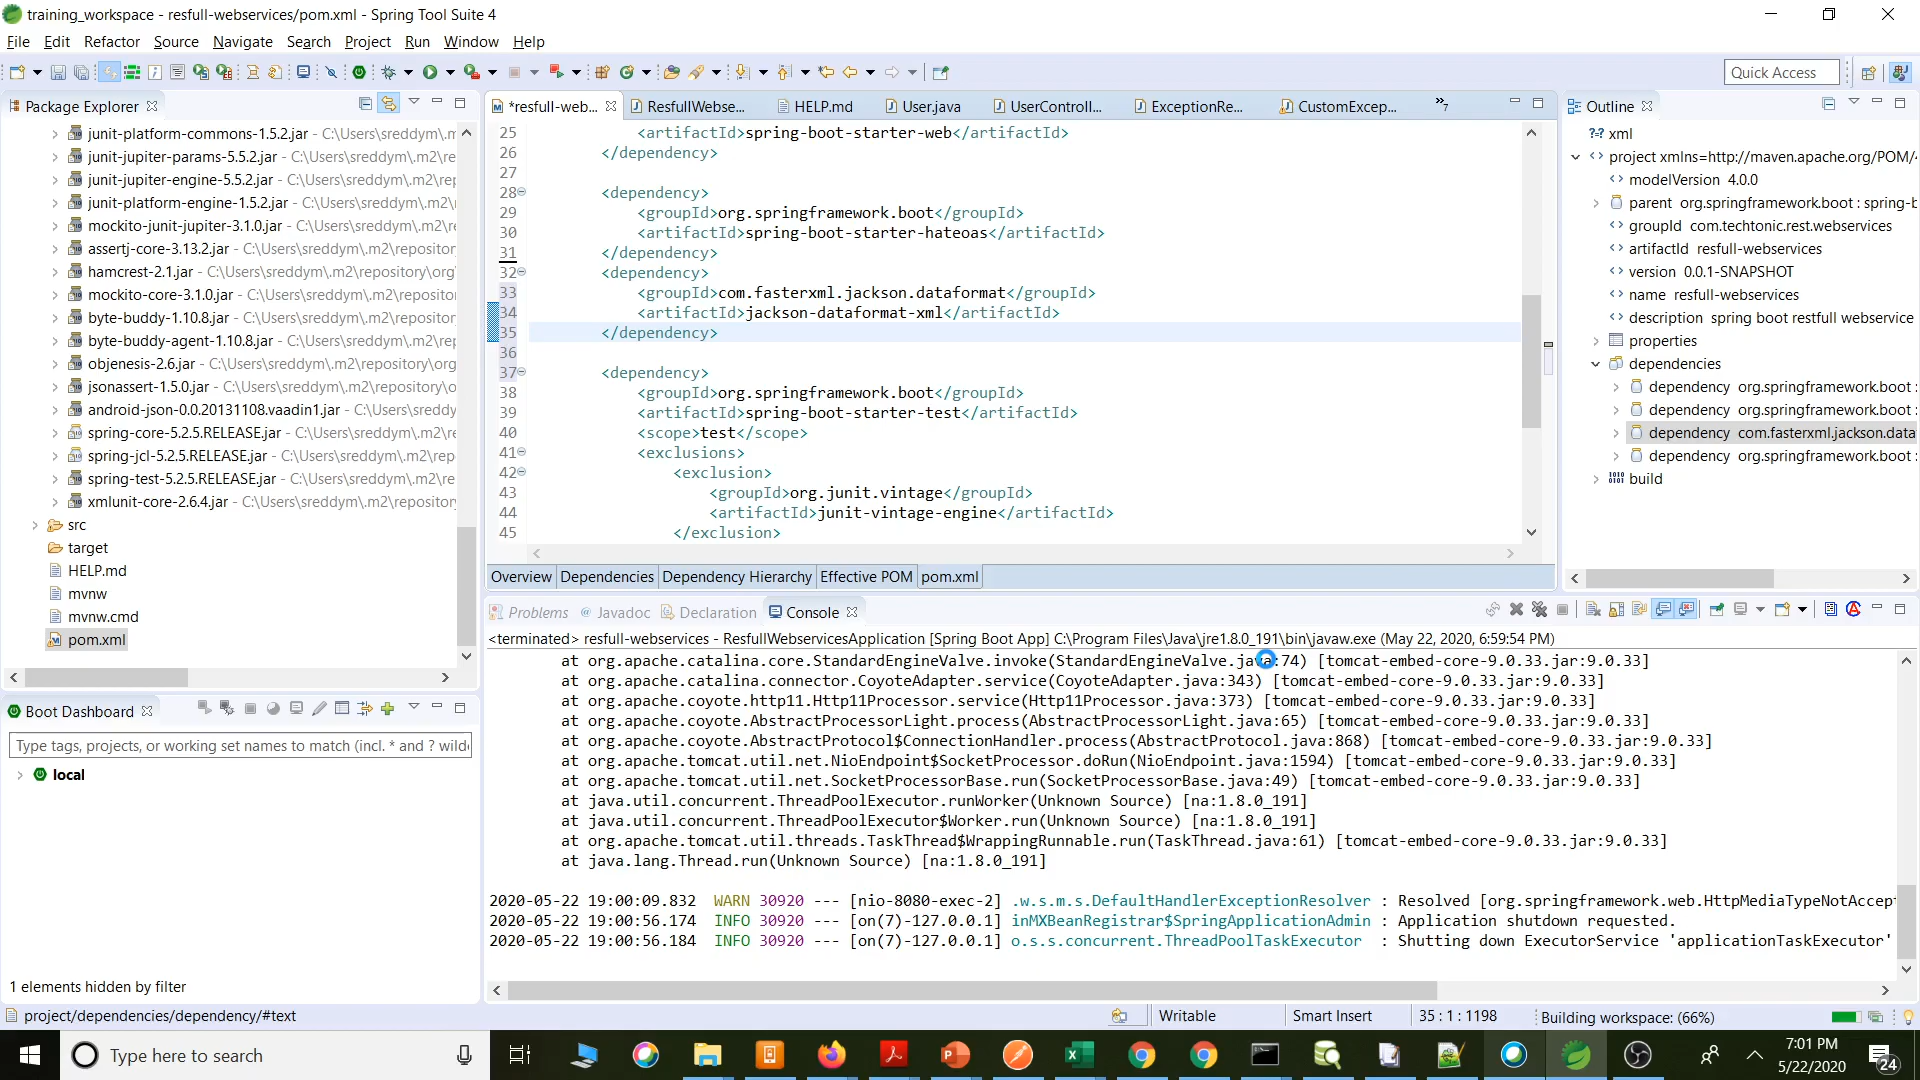 training_workspace - resfull-webservices/pom.xml - Spring Tool Suite 4
File Edit Refactor Source Navigate Search Project Run Window Help
Quick Access
Package Explorer
junit-platform-commons-1.5.2.jar - C:\Users\sreddym\.m
junit-jupiter-params-5.5.2.jar - C:\Users\sreddym\.m2\re
junit-jupiter-engine-5.5.2.jar - C:\Users\sreddym\.m2\rep
junit-platform-engine-1.5.2.jar - C:\Users\sreddym\.m2\
mockito-junit-jupiter-3.1.0.jar - C:\Users\sreddym\.m2\re
assertj-core-3.13.2.jar - C:\Users\sreddym\.m2\repositor
hamcrest-2.1.jar - C:\Users\sreddym\.m2\repository\org
mockito-core-3.1.0.jar - C:\Users\sreddym\.m2\reposito
byte-buddy-1.10.8.jar - C:\Users\sreddym\.m2\repositor
byte-buddy-agent-1.10.8.jar - C:\Users\sreddym\.m2\re
objenesis-2.6.jar - C:\Users\sreddym\.m2\repository\org
jsonassert-1.5.0.jar - C:\Users\sreddym\.m2\repository\o
android-json-0.0.20131108.vaadin1.jar - C:\Users\sreddy
spring-core-5.2.5.RELEASE.jar - C:\Users\sreddym\.m2\r
spring-jcl-5.2.5.RELEASE.jar - C:\Users\sreddym\.m2\rep
spring-test-5.2.5.RELEASE.jar - C:\Users\sreddym\.m2\re
xmlunit-core-2.6.4.jar - C:\Users\sreddym\.m2\repositor
src
target
HELP.md
mvnw
mvnw.cmd
pom.xml
Boot Dashboard
Type tags, projects, or working set names to match (incl. * and ? wild
local
1 elements hidden by filter
*resfull-web... ResfullWebse... HELP.md User.java UserControll... ExceptionRe... CustomExcep... »7
25 <artifactId>spring-boot-starter-web</artifactId>
26 </dependency>
27
28 <dependency>
29 <groupId>org.springframework.boot</groupId>
30 <artifactId>spring-boot-starter-hateoas</artifactId>
31 </dependency>
32 <dependency>
33 <groupId>com.fasterxml.jackson.dataformat</groupId>
34 <artifactId>jackson-dataformat-xml</artifactId>
35 </dependency>
36
37 <dependency>
38 <groupId>org.springframework.boot</groupId>
39 <artifactId>spring-boot-starter-test</artifactId>
40 <scope>test</scope>
41 <exclusions>
42 <exclusion>
43 <groupId>org.junit.vintage</groupId>
44 <artifactId>junit-vintage-engine</artifactId>
45 </exclusion>
Overview Dependencies Dependency Hierarchy Effective POM pom.xml
Outline
?-? xml
project xmlns=http://maven.apache.org/POM/4
modelVersion 4.0.0
parent org.springframework.boot : spring-b
groupId com.techtonic.rest.webservices
artifactId resfull-webservices
version 0.0.1-SNAPSHOT
name resfull-webservices
description spring boot restfull webservice
properties
dependencies
dependency org.springframework.boot :
dependency org.springframework.boot :
dependency com.fasterxml.jackson.data
dependency org.springframework.boot :
build
Problems @ Javadoc Declaration Console
<terminated> resfull-webservices - ResfullWebservicesApplication [Spring Boot App] C:\Program Files\Java\jre1.8.0_191\bin\javaw.exe (May 22, 2020, 6:59:54 PM)
at org.apache.catalina.core.StandardEngineValve.invoke(StandardEngineValve.java:74) [tomcat-embed-core-9.0.33.jar:9.0.33]
at org.apache.catalina.connector.CoyoteAdapter.service(CoyoteAdapter.java:343) [tomcat-embed-core-9.0.33.jar:9.0.33]
at org.apache.coyote.http11.Http11Processor.service(Http11Processor.java:373) [tomcat-embed-core-9.0.33.jar:9.0.33]
at org.apache.coyote.AbstractProcessorLight.process(AbstractProcessorLight.java:65) [tomcat-embed-core-9.0.33.jar:9.0.33]
at org.apache.coyote.AbstractProtocol$ConnectionHandler.process(AbstractProtocol.java:868) [tomcat-embed-core-9.0.33.jar:9.0.33]
at org.apache.tomcat.util.net.NioEndpoint$SocketProcessor.doRun(NioEndpoint.java:1594) [tomcat-embed-core-9.0.33.jar:9.0.33]
at org.apache.tomcat.util.net.SocketProcessorBase.run(SocketProcessorBase.java:49) [tomcat-embed-core-9.0.33.jar:9.0.33]
at java.util.concurrent.ThreadPoolExecutor.runWorker(Unknown Source) [na:1.8.0_191]
at java.util.concurrent.ThreadPoolExecutor$Worker.run(Unknown Source) [na:1.8.0_191]
at org.apache.tomcat.util.threads.TaskThread$WrappingRunnable.run(TaskThread.java:61) [tomcat-embed-core-9.0.33.jar:9.0.33]
at java.lang.Thread.run(Unknown Source) [na:1.8.0_191]
2020-05-22 19:00:09.832 WARN 30920 --- [nio-8080-exec-2] .w.s.m.s.DefaultHandlerExceptionResolver : Resolved [org.springframework.web.HttpMediaTypeNotAccept
2020-05-22 19:00:56.174 INFO 30920 --- [on(7)-127.0.0.1] inMXBeanRegistrar$SpringApplicationAdmin : Application shutdown requested.
2020-05-22 19:00:56.184 INFO 30920 --- [on(7)-127.0.0.1] o.s.s.concurrent.ThreadPoolTaskExecutor : Shutting down ExecutorService 'applicationTaskExecutor'
project/dependencies/dependency/#text Writable Smart Insert 35 : 1 : 1198 Building workspace: (66%)
Type here to search
7:01 PM
5/22/2020
24